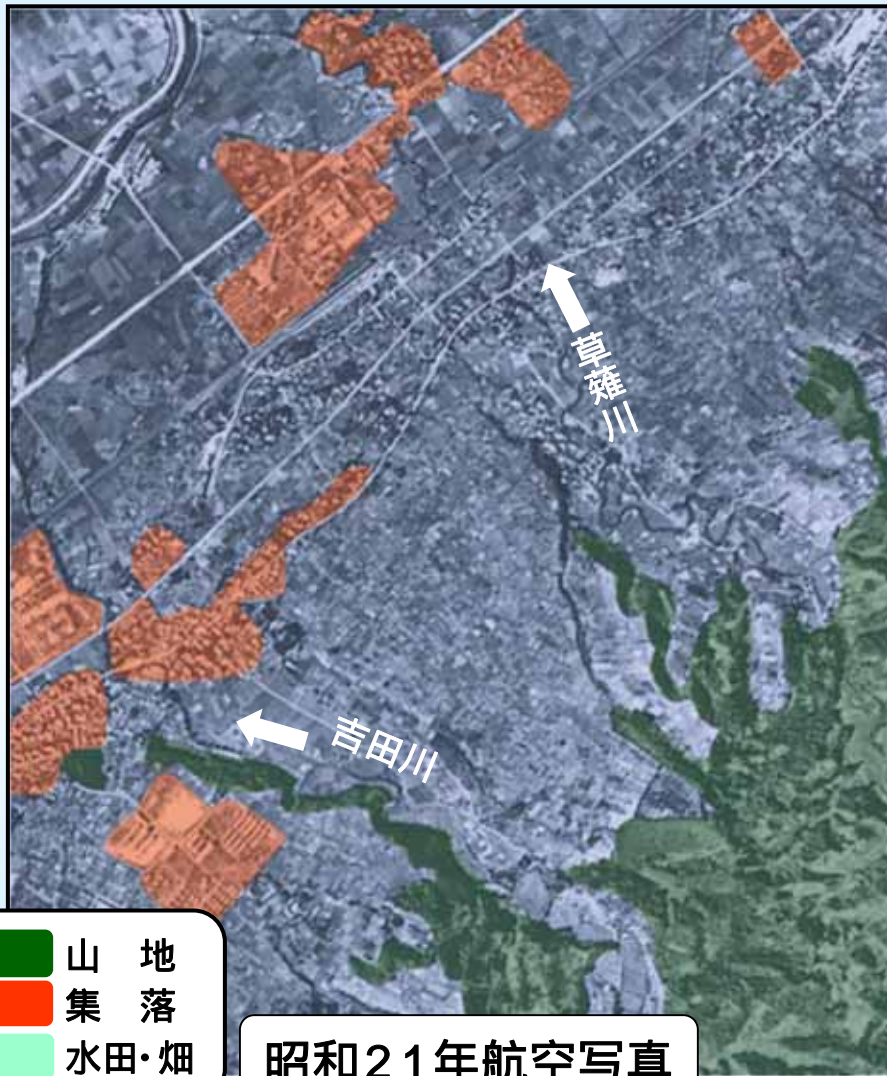 草薙川
吉田川
山 地
集 落
水田・畑
昭和21年航空写真